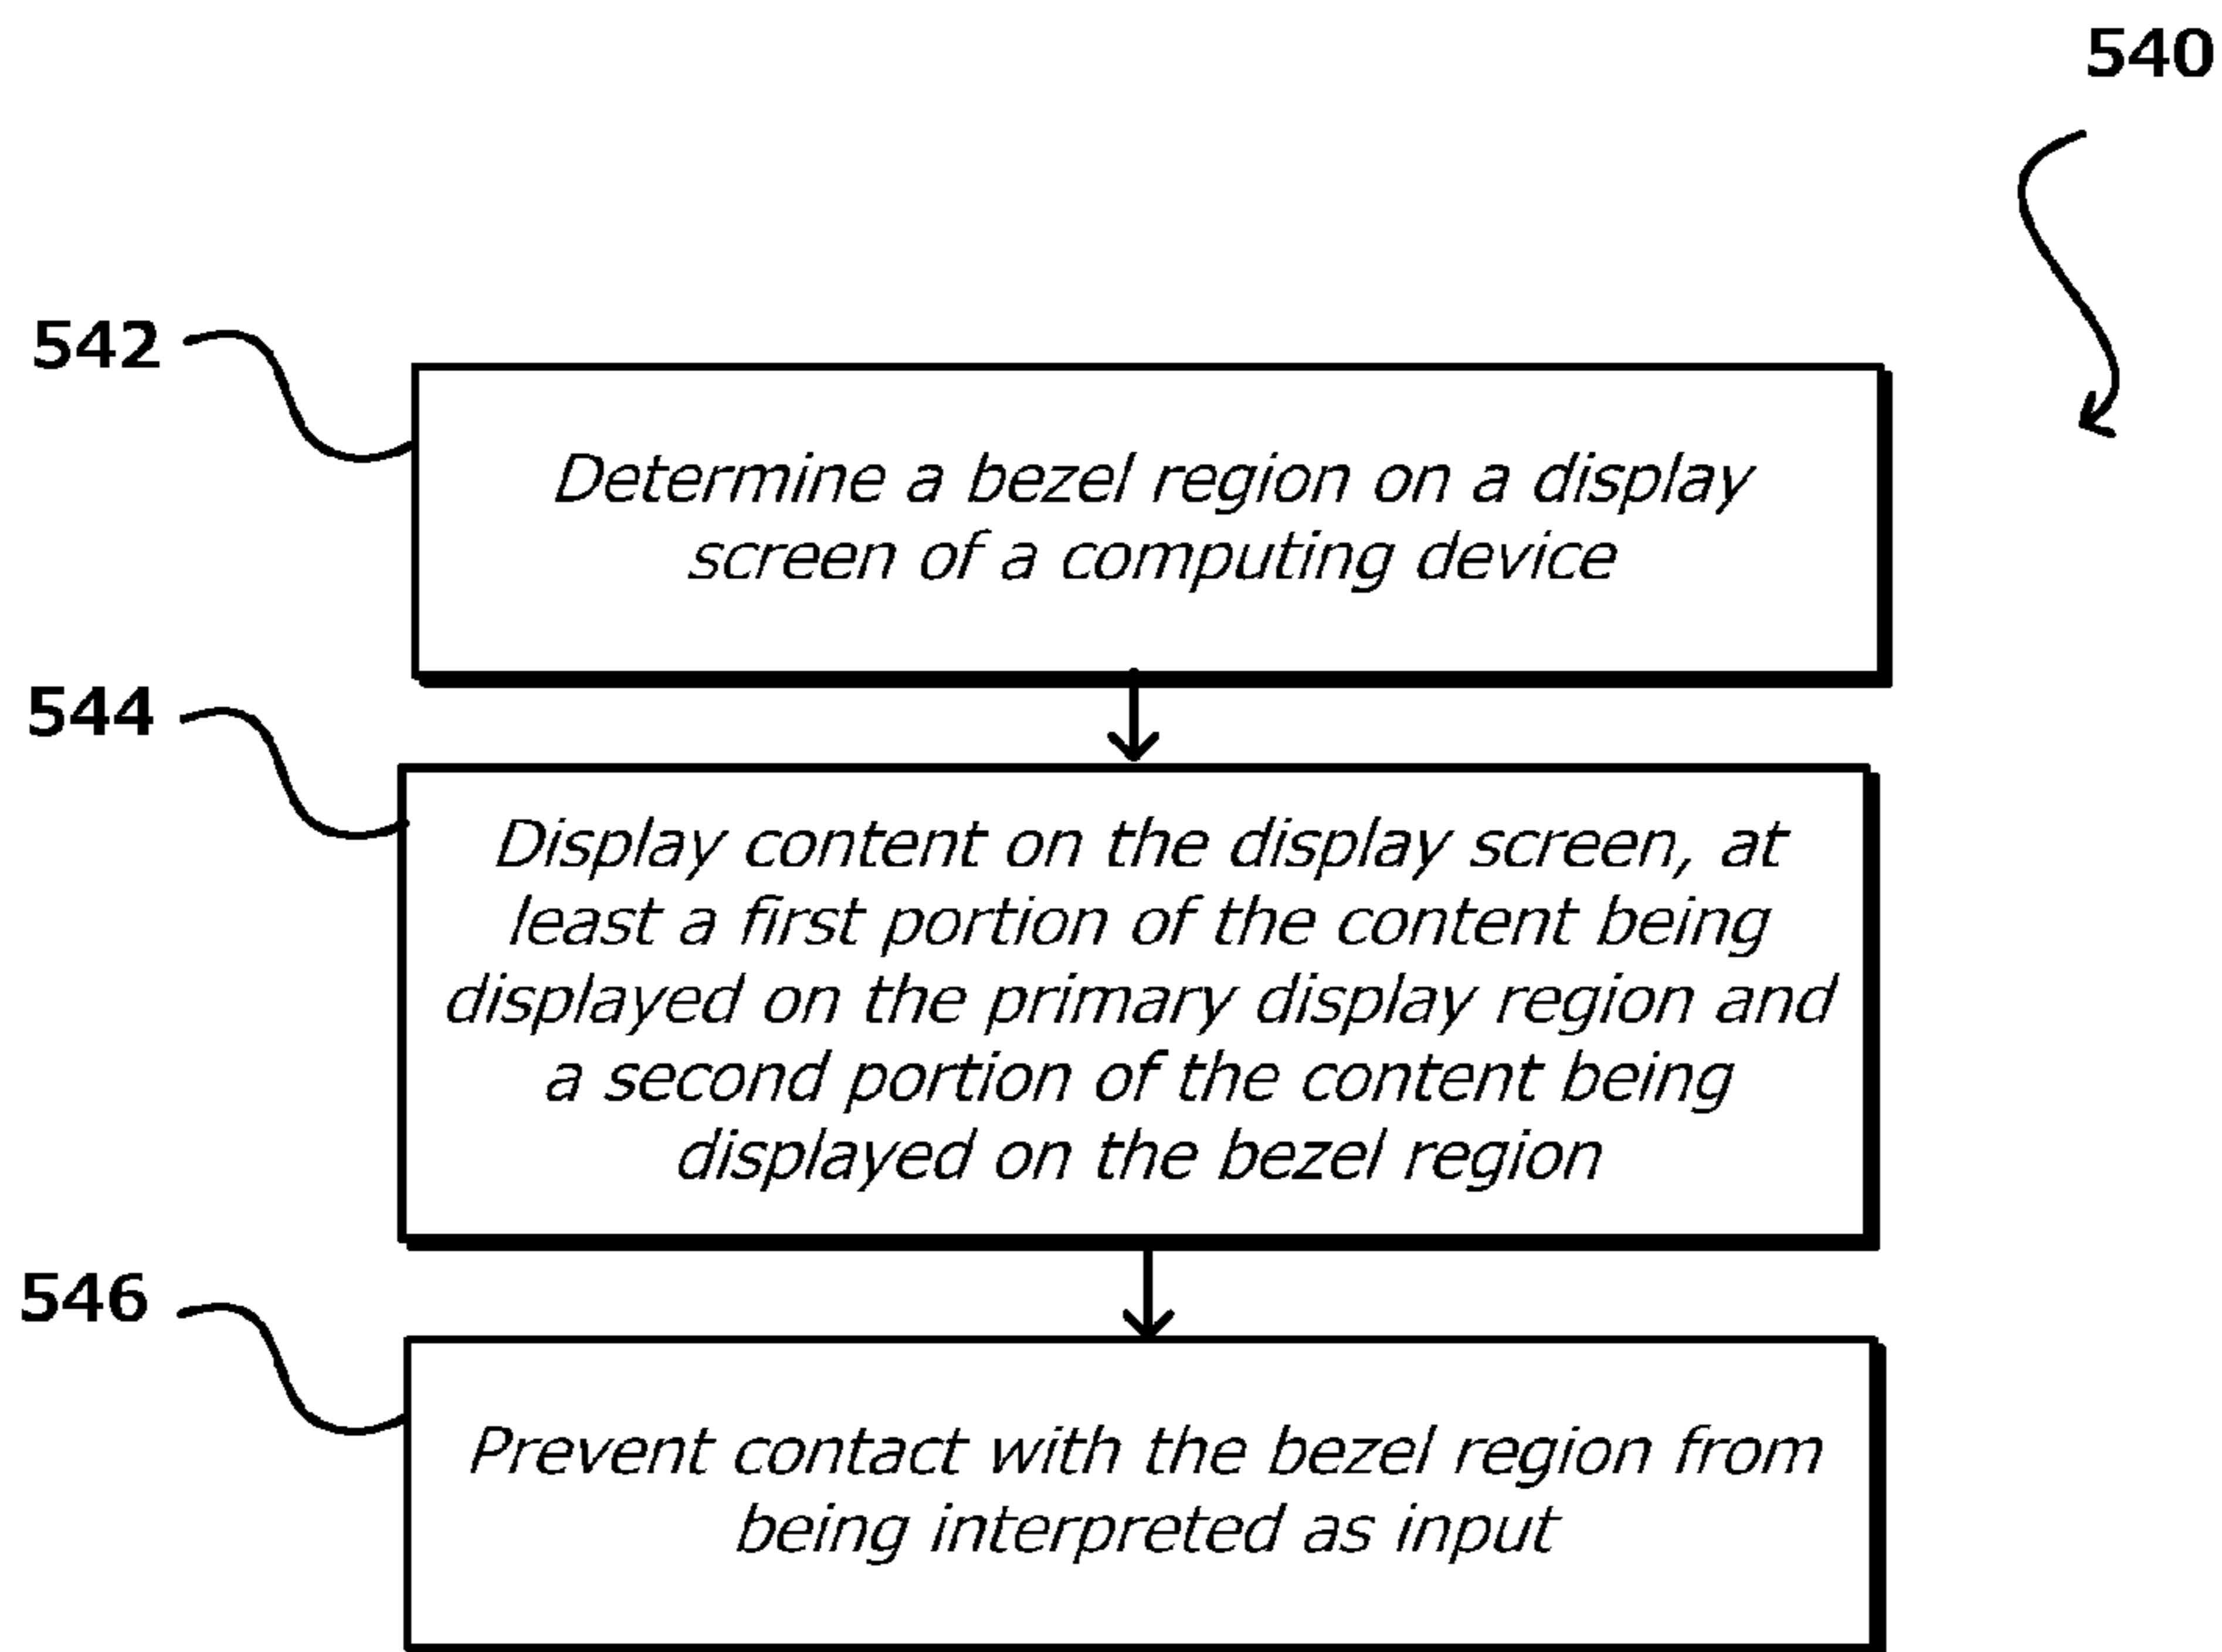 540
542
Determine a bezel region on a display
screen of a computing device
544
Display content on the display screen, at
least a first portion of the content being
displayed on the primary display region and
a second portion of the content being
displayed on the bezel region
546
Prevent contact with the bezel region from
being interpreted as input